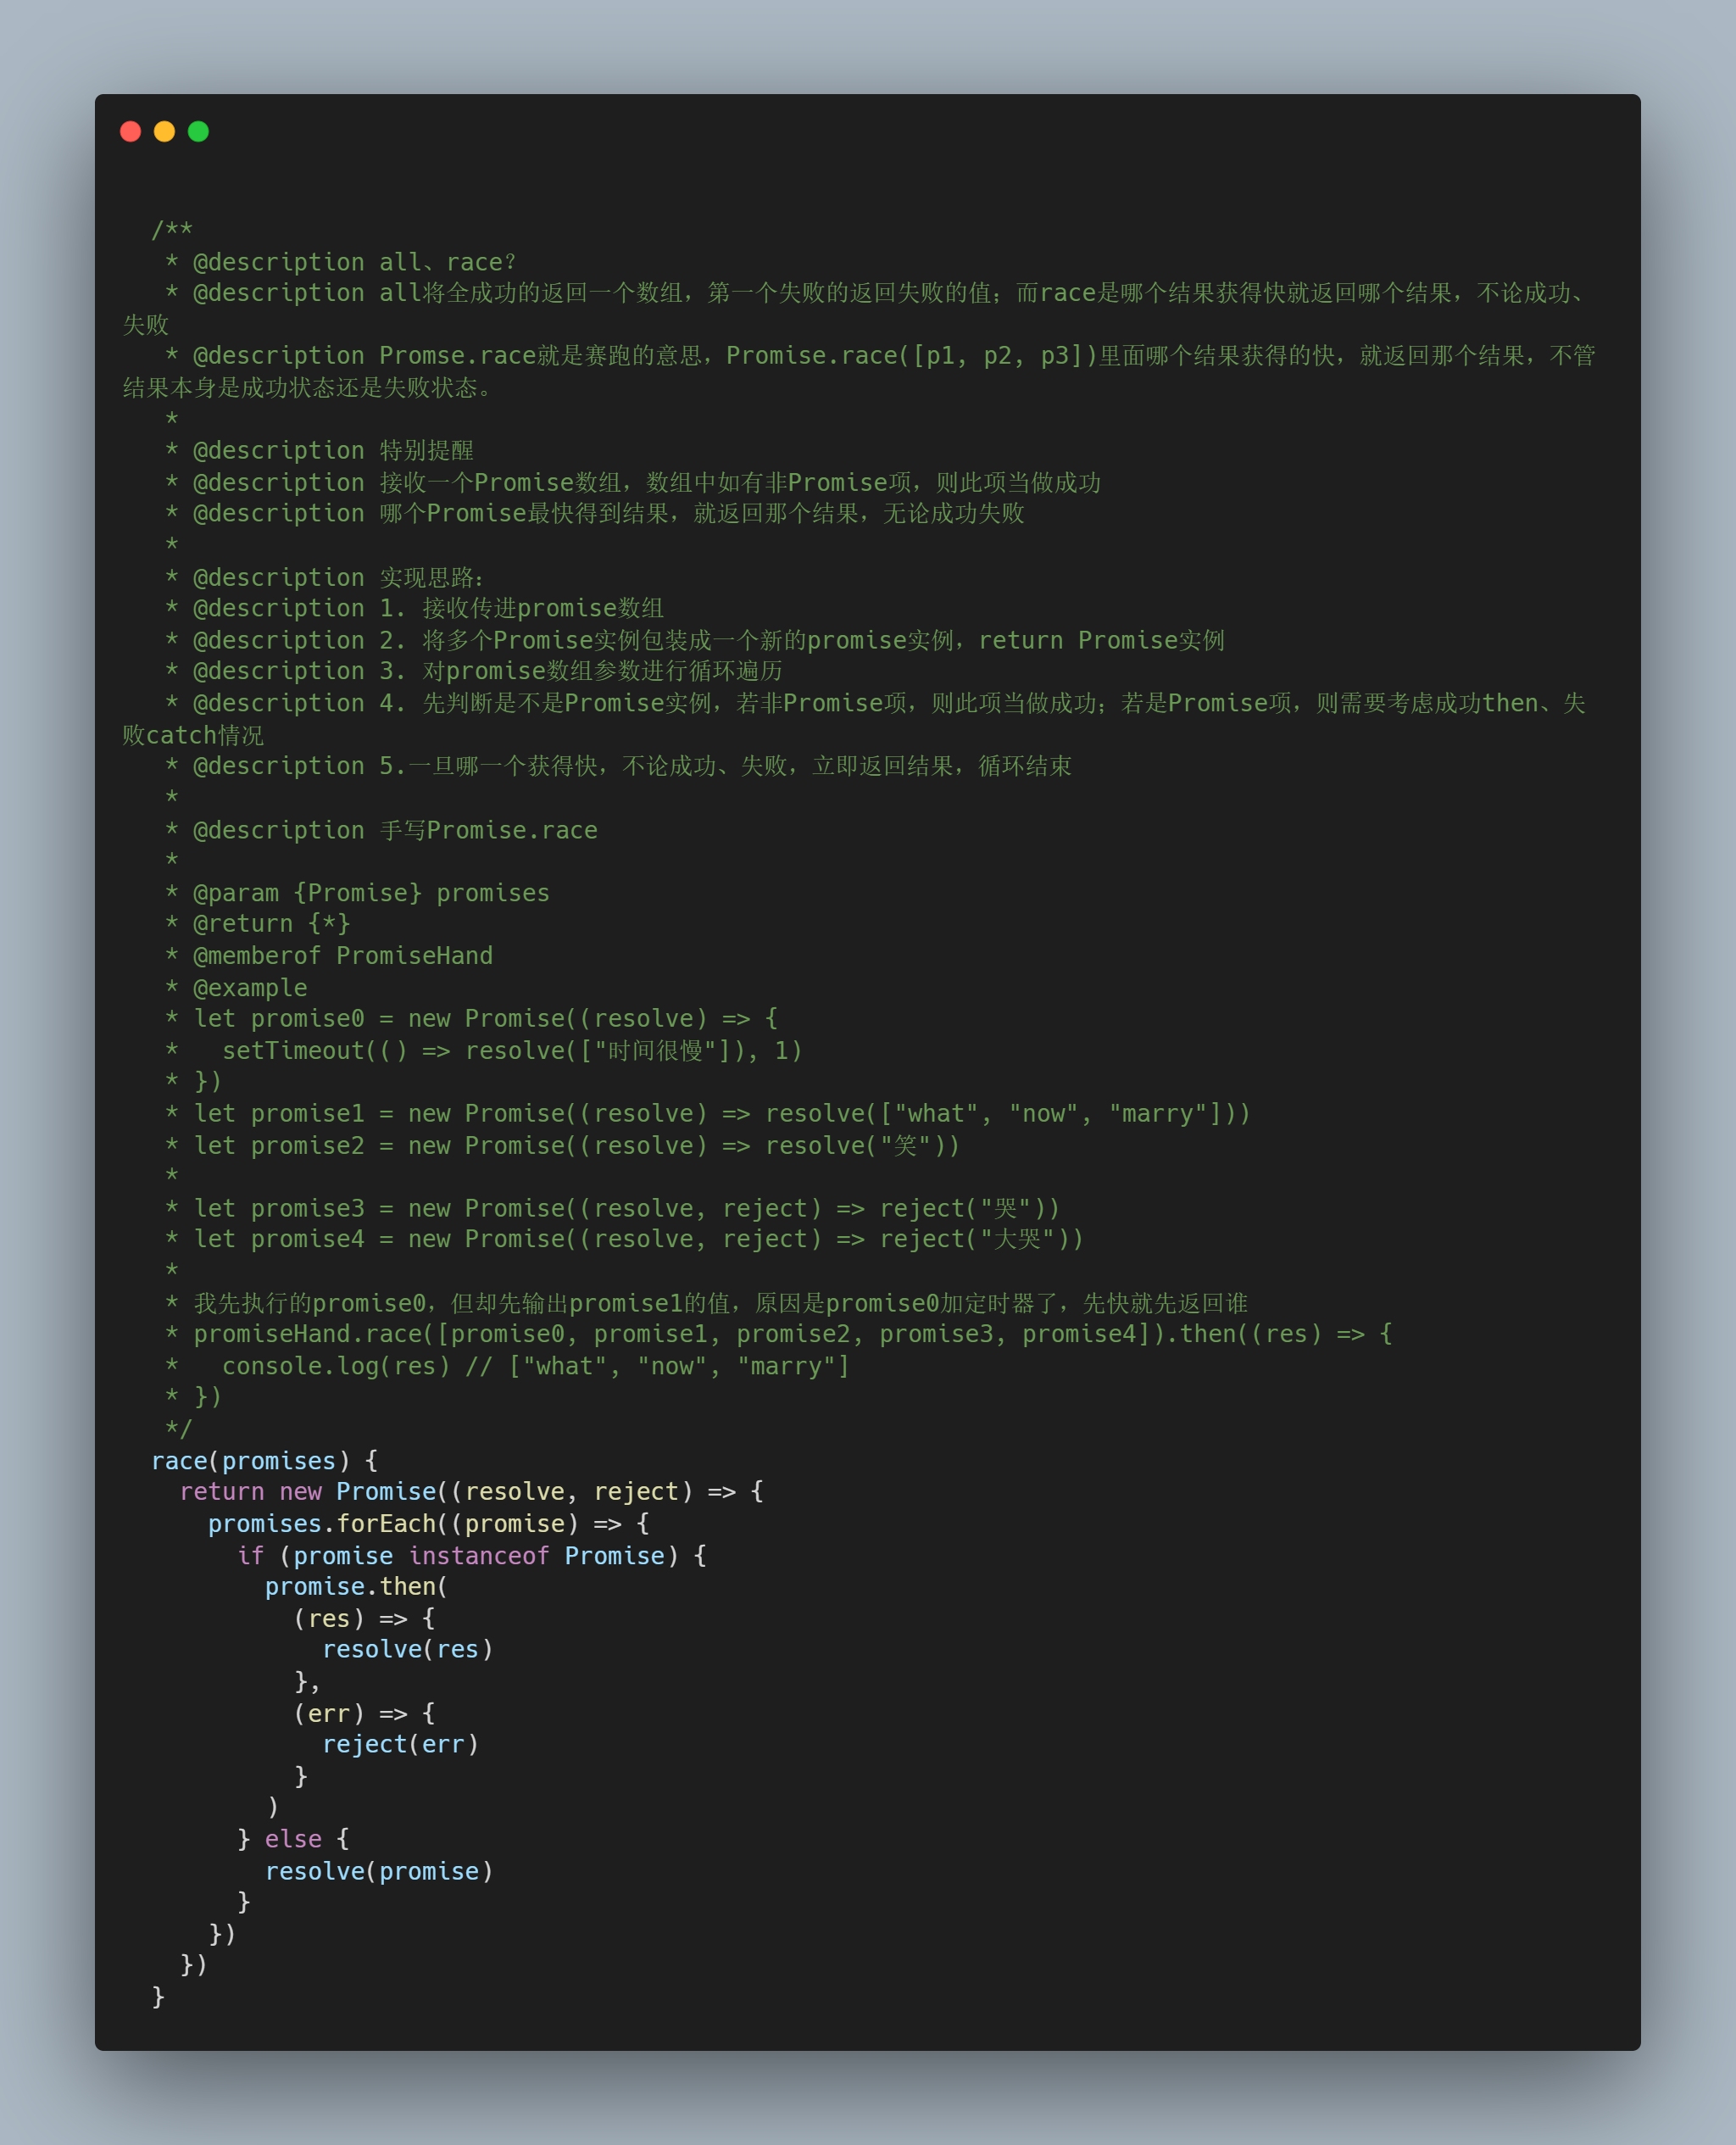 /**
* @description all、race？
* @description all将全成功的返回一个数组，第一个失败的返回失败的值；而race是哪个结果获得快就返回哪个结果，不论成功、
失败
* @description Promse.race就是赛跑的意思，Promise.race([p1, p2, p3])里面哪个结果获得的快，就返回那个结果，不管
结果本身是成功状态还是失败状态。
*
* @description 特别提醒
* @description 接收一个Promise数组，数组中如有非Promise项，则此项当做成功
* @description 哪个Promise最快得到结果，就返回那个结果，无论成功失败
*
* @description 实现思路：
* @description 1. 接收传进promise数组
* @description 2. 将多个Promise实例包装成一个新的promise实例，return Promise实例
* @description 3. 对promise数组参数进行循环遍历
* @description 4. 先判断是不是Promise实例，若非Promise项，则此项当做成功；若是Promise项，则需要考虑成功then、失
败catch情况
* @description 5.一旦哪一个获得快，不论成功、失败，立即返回结果，循环结束
*
* @description 手写Promise.race
*
* @param {Promise} promises
* @return {*}
* @memberof PromiseHand
* @example
* let promise0 = new Promise((resolve) => {
*   setTimeout(() => resolve(["时间很慢"]), 1)
* })
* let promise1 = new Promise((resolve) => resolve(["what", "now", "marry"]))
* let promise2 = new Promise((resolve) => resolve("笑"))
*
* let promise3 = new Promise((resolve, reject) => reject("哭"))
* let promise4 = new Promise((resolve, reject) => reject("大哭"))
*
* 我先执行的promise0，但却先输出promise1的值，原因是promise0加定时器了，先快就先返回谁
* promiseHand.race([promise0, promise1, promise2, promise3, promise4]).then((res) => {
*   console.log(res) // ["what", "now", "marry"]
* })
*/
race(promises) {
return new Promise((resolve, reject) => {
promises.forEach((promise) => {
if (promise instanceof Promise) {
promise.then(
(res) => {
resolve(res)
},
(err) => {
reject(err)
}
)
} else {
resolve(promise)
}
})
})
}